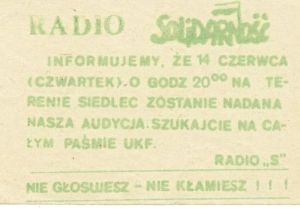 RADIO SOLIDARNOŚĆ
INFORMUJEMY, ŻE 14 CZERWCA
(CZWARTEK).O GODZ 20⁰⁰ NA TE-
RENIE SIEDLEC ZOSTANIE NADANA
NASZA AUDYCJA. SZUKAJCIE NA CA-
ŁYM PAŚMIE UKF.
RADIO „S"
NIE GŁOSUJESZ - NIE KŁAMIESZ ! ! !